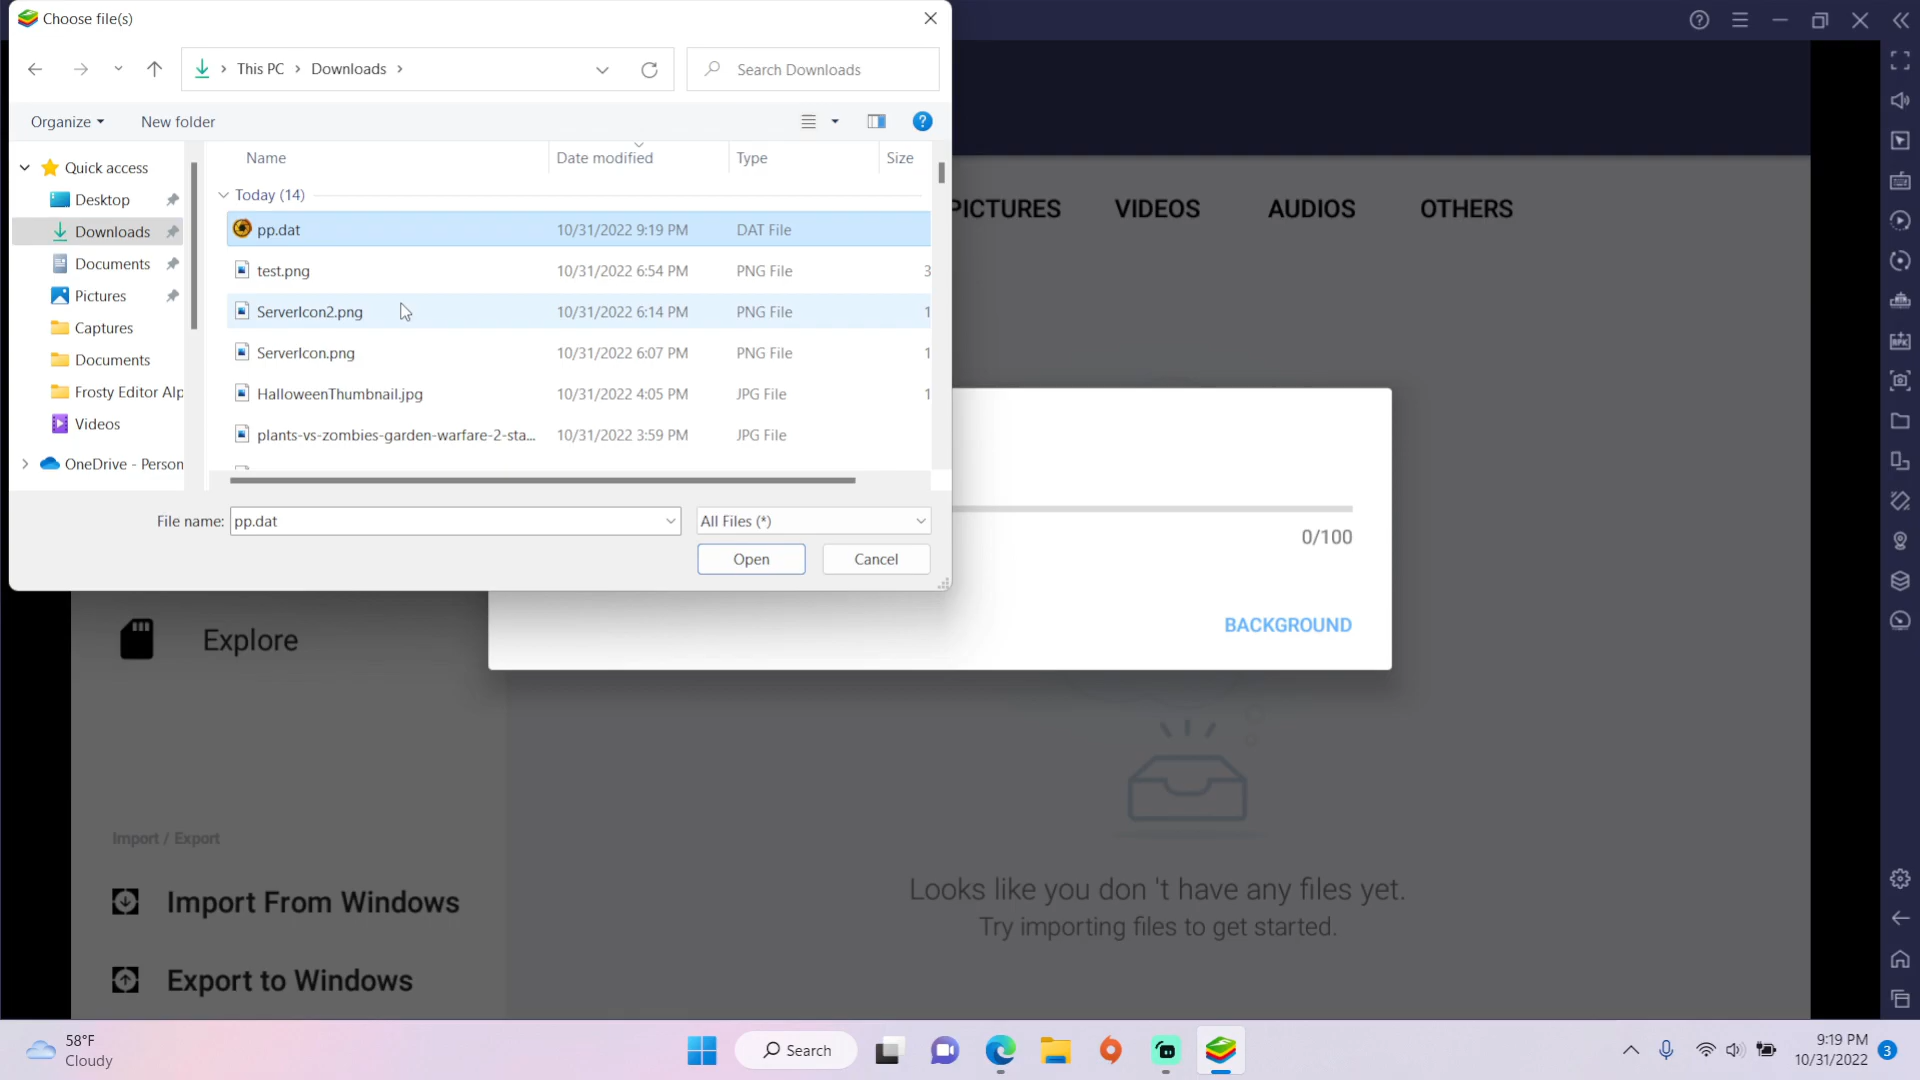 Choose file(s)
This PC > Downloads >
Search Downloads
Organize
New folder
Name
Date modified
Type
Size
Quick access
Desktop
Downloads
Documents
Pictures
Captures
Documents
Frosty Editor Alp
Videos
OneDrive - Person
Today (14)
pp.dat 10/31/2022 9:19 PM DAT File
test.png 10/31/2022 6:54 PM PNG File 3
ServerIcon2.png 10/31/2022 6:14 PM PNG File 1
ServerIcon.png 10/31/2022 6:07 PM PNG File 1
HalloweenThumbnail.jpg 10/31/2022 4:05 PM JPG File 1
plants-vs-zombies-garden-warfare-2-sta... 10/31/2022 3:59 PM JPG File
File name: pp.dat
All Files (*)
Open
Cancel
PICTURES
VIDEOS
AUDIOS
OTHERS
0/100
BACKGROUND
Explore
Import / Export
Import From Windows
Export to Windows
Looks like you don 't have any files yet.
Try importing files to get started.
58°F
Cloudy
Search
9:19 PM
10/31/2022
3